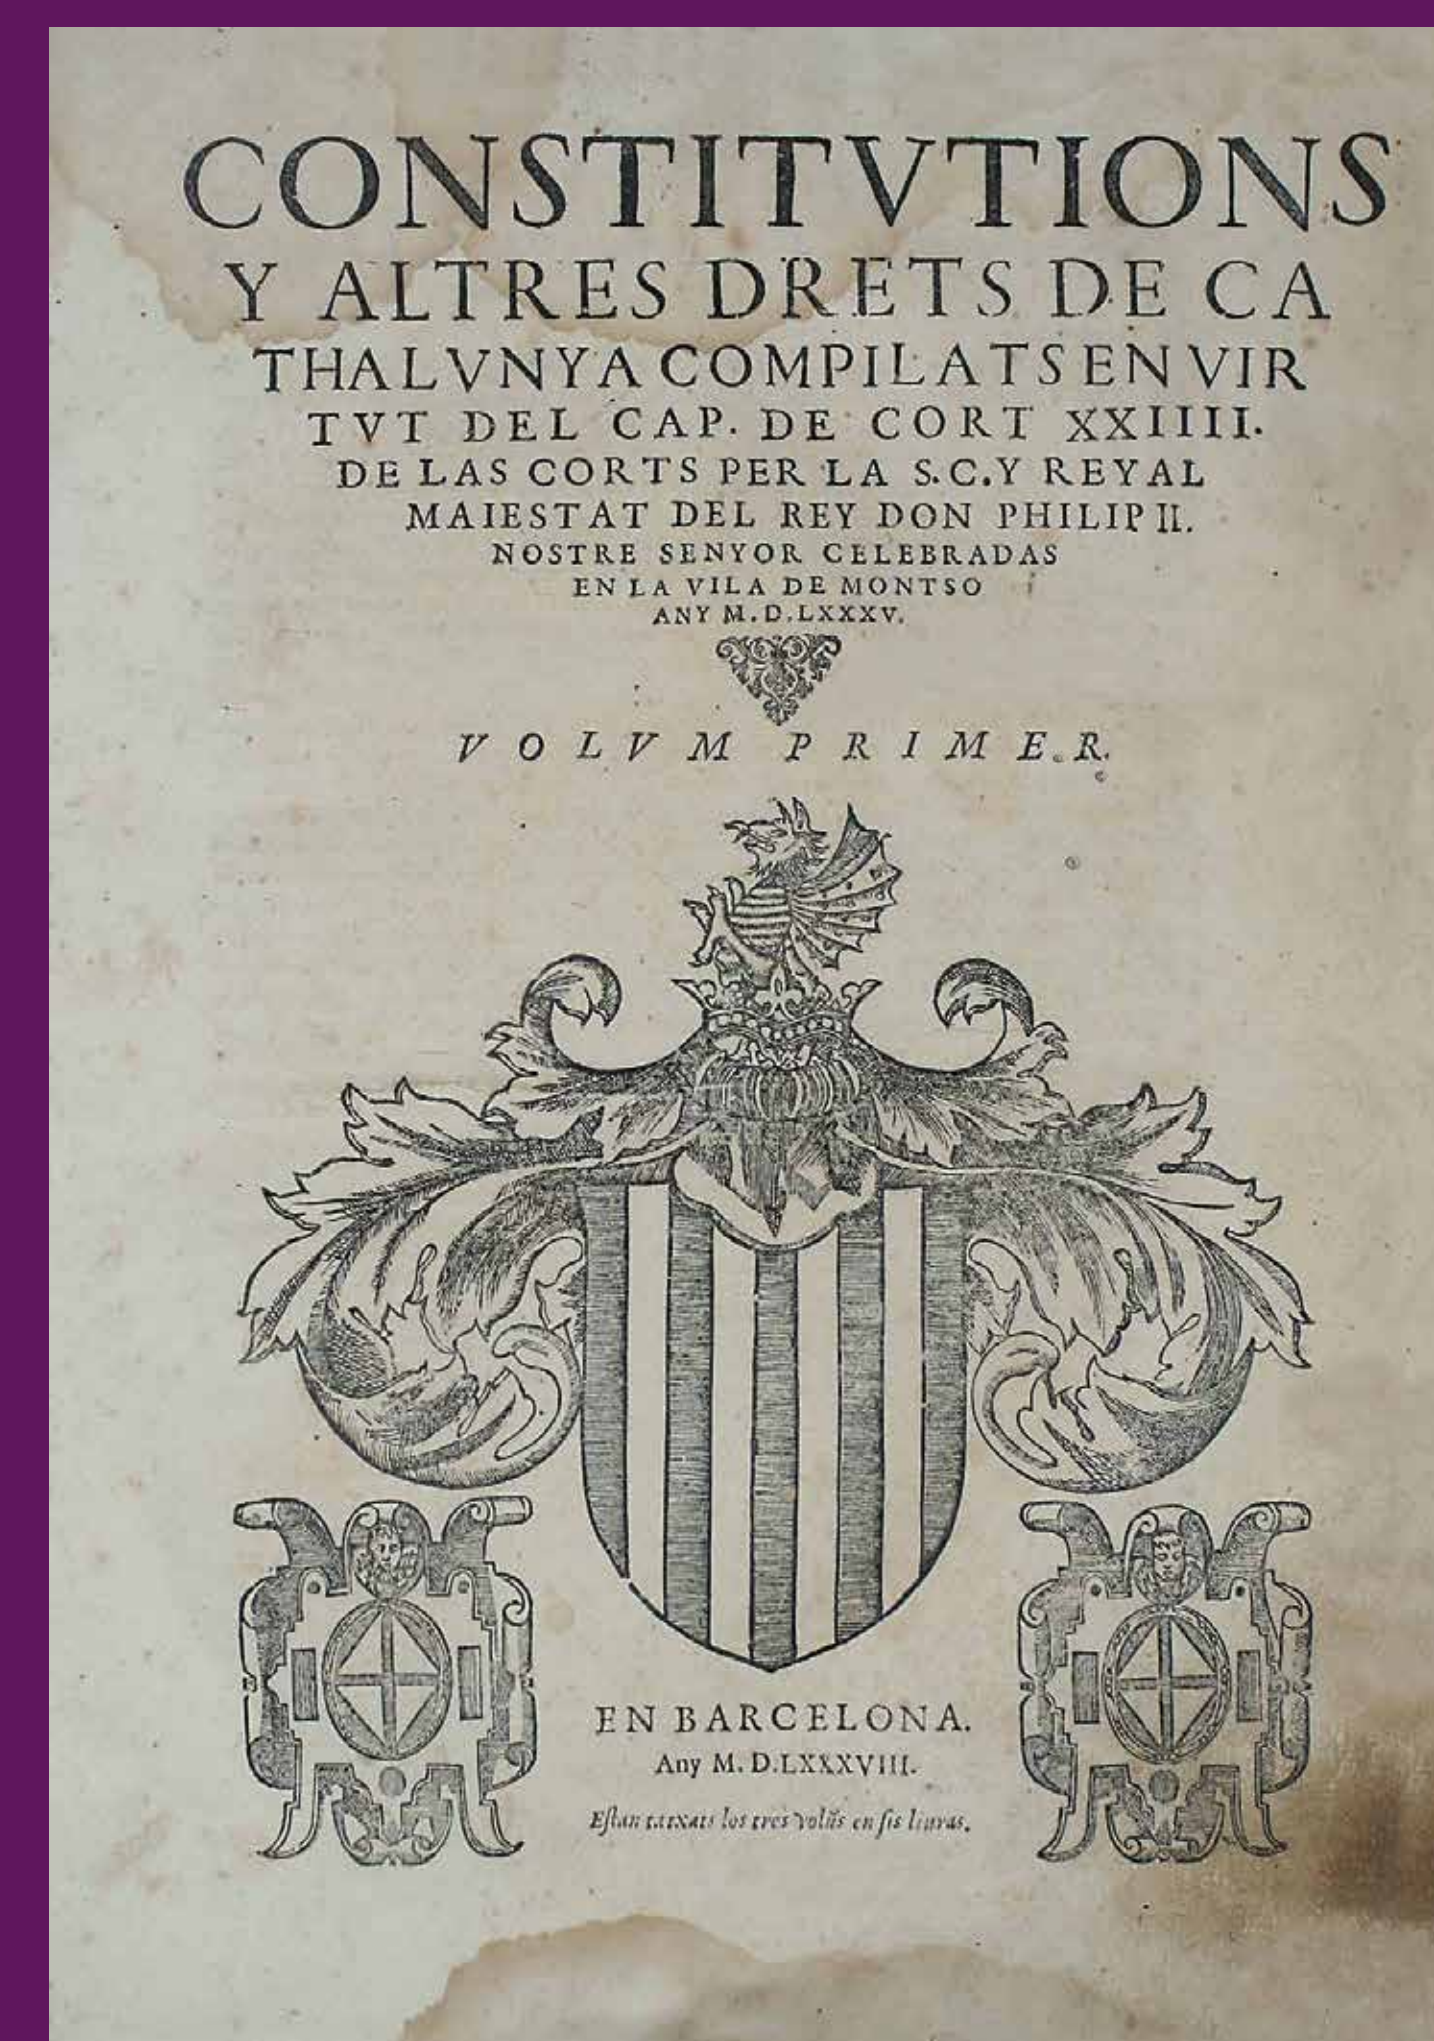 CONSTITVTIONS
Y ALTRES DRETS DE CA
THALVNYA COMPILATS EN VIR
TVT DEL CAP. DE CORT XXIIII.
DE LAS CORTS PER LA S.C.Y REYAL
MAIESTAT DEL REY DON PHILIP II.
NOSTRE SENYOR CELEBRADAS
EN LA VILA DE MONTSO
ANY M.D.LXXXV.
VOLVM PRIMER.
EN BARCELONA.
Any M. D.LXXXVIII.
Eſtan taxats los tres volũs en ſis liuras.